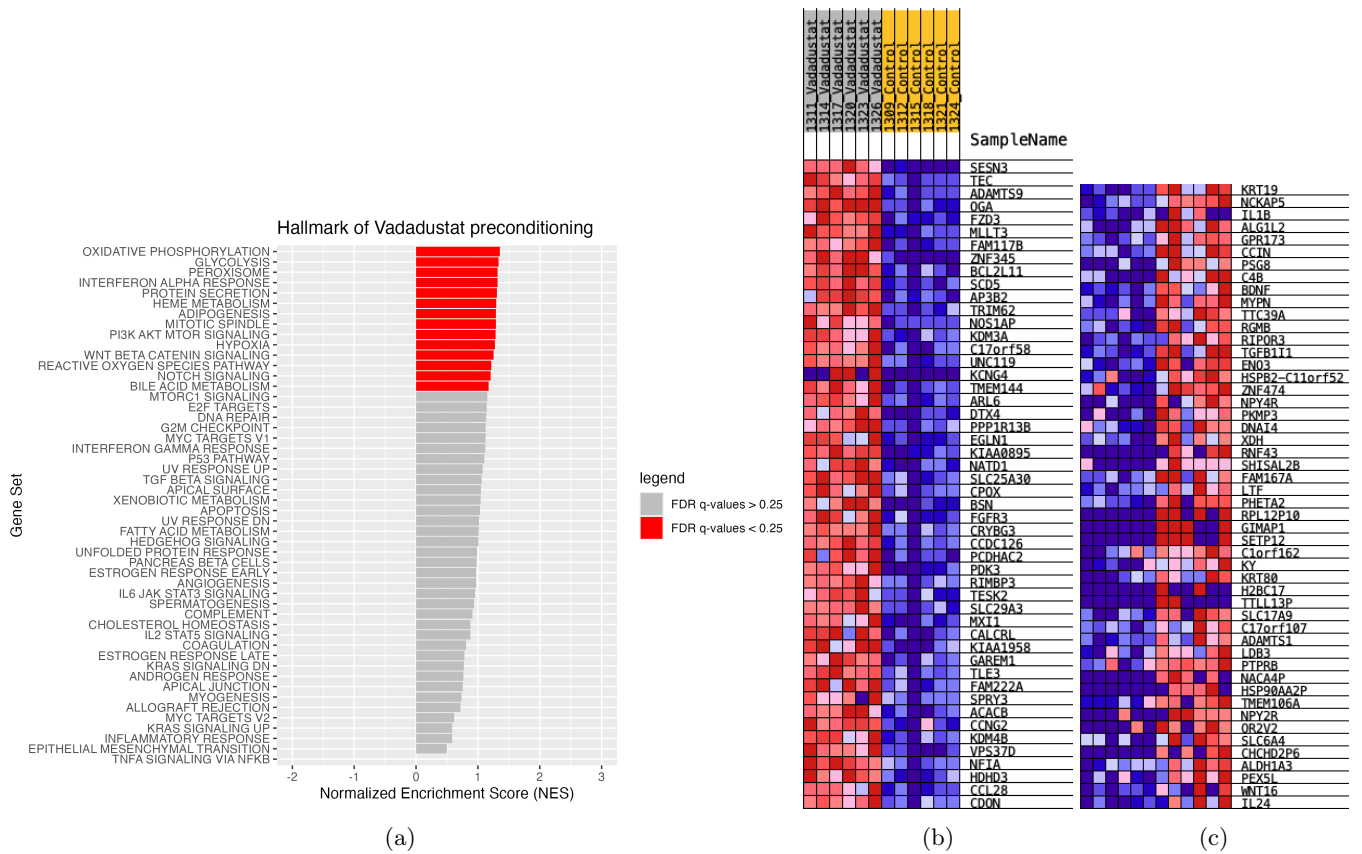 Hallmark of Vadadustat preconditioning
Gene Set
OXIDATIVE PHOSPHORYLATION
GLYCOLYSIS
PEROXISOME
INTERFERON ALPHA RESPONSE
PROTEIN SECRETION
HEME METABOLISM
ADIPOGENESIS
MITOTIC SPINDLE
PI3K AKT MTOR SIGNALING
HYPOXIA
WNT BETA CATENIN SIGNALING
REACTIVE OXYGEN SPECIES PATHWAY
NOTCH SIGNALING
BILE ACID METABOLISM
MTORC1 SIGNALING
E2F TARGETS
DNA REPAIR
G2M CHECKPOINT
MYC TARGETS V1
INTERFERON GAMMA RESPONSE
P53 PATHWAY
UV RESPONSE UP
TGF BETA SIGNALING
APICAL SURFACE
XENOBIOTIC METABOLISM
APOPTOSIS
UV RESPONSE DN
FATTY ACID METABOLISM
HEDGEHOG SIGNALING
UNFOLDED PROTEIN RESPONSE
PANCREAS BETA CELLS
ESTROGEN RESPONSE EARLY
ANGIOGENESIS
IL6 JAK STAT3 SIGNALING
SPERMATOGENESIS
COMPLEMENT
CHOLESTEROL HOMEOSTASIS
IL2 STAT5 SIGNALING
COAGULATION
ESTROGEN RESPONSE LATE
KRAS SIGNALING DN
ANDROGEN RESPONSE
APICAL JUNCTION
MYOGENESIS
ALLOGRAFT REJECTION
MYC TARGETS V2
KRAS SIGNALING UP
INFLAMMATORY RESPONSE
EPITHELIAL MESENCHYMAL TRANSITION
TNFA SIGNALING VIA NFKB
-2 -1 0 1 2 3
Normalized Encrichment Score (NES)
legend
FDR q-values > 0.25
FDR q-values < 0.25
(a)
1311_Vadadustat
1314_Vadadustat
1317_Vadadustat
1320_Vadadustat
1323_Vadadustat
1326_Vadadustat
1309_Control
1312_Control
1315_Control
1318_Control
1321_Control
1324_Control
SampleName
SESN3
TEC
ADAMTS9
OGA
FZD3
MLLT3
FAM117B
ZNF345
BCL2L11
SCD5
AP3B2
TRIM62
NOS1AP
KDM3A
C17orf58
UNC119
KCNG4
TMEM144
ARL6
DTX4
PPP1R13B
EGLN1
KIAA0895
NATD1
SLC25A30
CPOX
BSN
FGFR3
CRYBG3
CCDC126
PCDHAC2
PDK3
RIMBP3
TESK2
SLC29A3
MXI1
CALCRL
KIAA1958
GAREM1
TLE3
FAM222A
SPRY3
ACACB
CCNG2
KDM4B
VPS37D
NFIA
HDHD3
CCL28
CDON
(b)
KRT19
NCKAP5
IL1B
ALG1L2
GPR173
CCIN
PSG8
C4B
BDNF
MYPN
TTC39A
RGMB
RIPOR3
TGFB1I1
ENO3
HSPB2-C11orf52
ZNF474
NPY4R
PKMP3
DNAI4
XDH
RNF43
SHISAL2B
FAM167A
LTF
PHETA2
RPL12P10
GIMAP1
SETP12
C1orf162
KY
KRT80
H2BC17
TTLL13P
SLC17A9
C17orf107
ADAMTS1
LDB3
PTPRB
NACA4P
HSP90AA2P
TMEM106A
NPY2R
OR2V2
SLC6A4
CHCHD2P6
ALDH1A3
PEX5L
WNT16
IL24
(c)